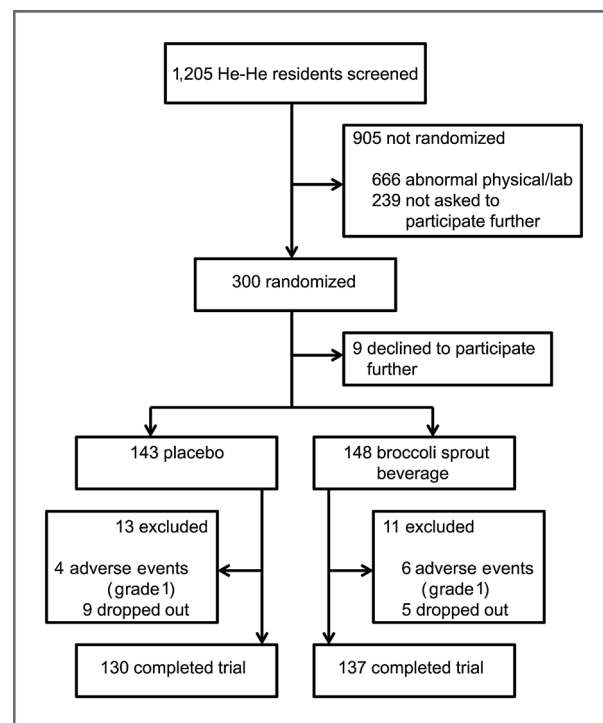 1,205 He-He residents screened
905 not randomized
666 abnormal physical/lab
239 not asked to
participate further
300 randomized
9 declined to participate
further
143 placebo
148 broccoli sprout
beverage
13 excluded
4 adverse events
(grade 1)
9 dropped out
11 excluded
6 adverse events
(grade 1)
5 dropped out
130 completed trial
137 completed trial